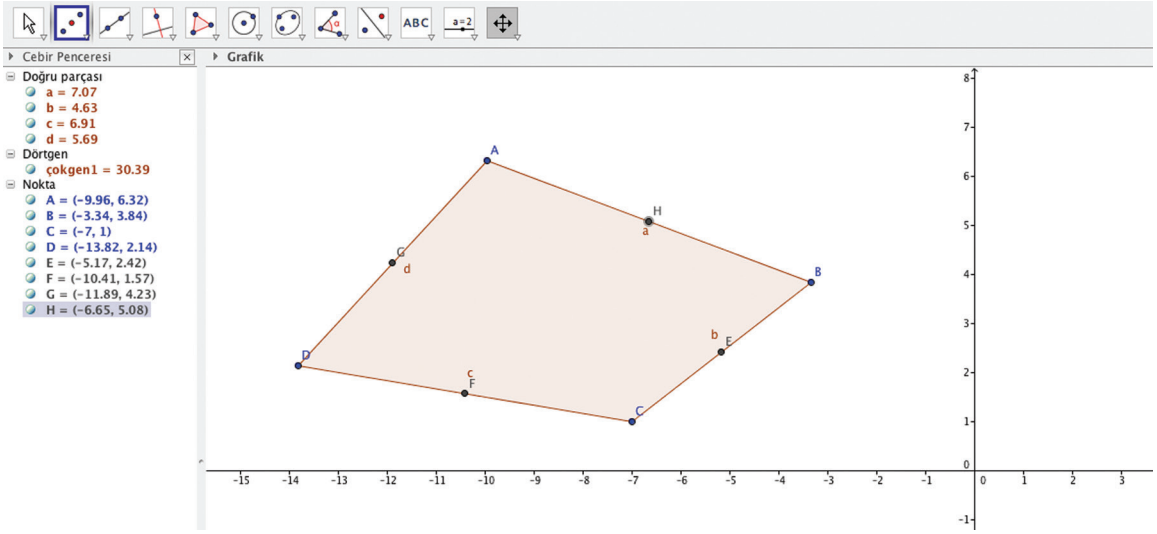 ABC
a=2
α
Cebir Penceresi
Grafik
Doğru parçası
a = 7.07
b = 4.63
c = 6.91
d = 5.69
Dörtgen
çokgen1 = 30.39
Nokta
A = (-9.96, 6.32)
B = (-3.34, 3.84)
C = (-7, 1)
D = (-13.82, 2.14)
E = (-5.17, 2.42)
F = (-10.41, 1.57)
G = (-11.89, 4.23)
H = (-6.65, 5.08)
8
7
6
5
4
3
2
1
0
-1
A
H
a
G
d
B
b
E
D
c
F
C
-15 -14 -13 -12 -11 -10 -9 -8 -7 -6 -5 -4 -3 -2 -1 0 1 2 3